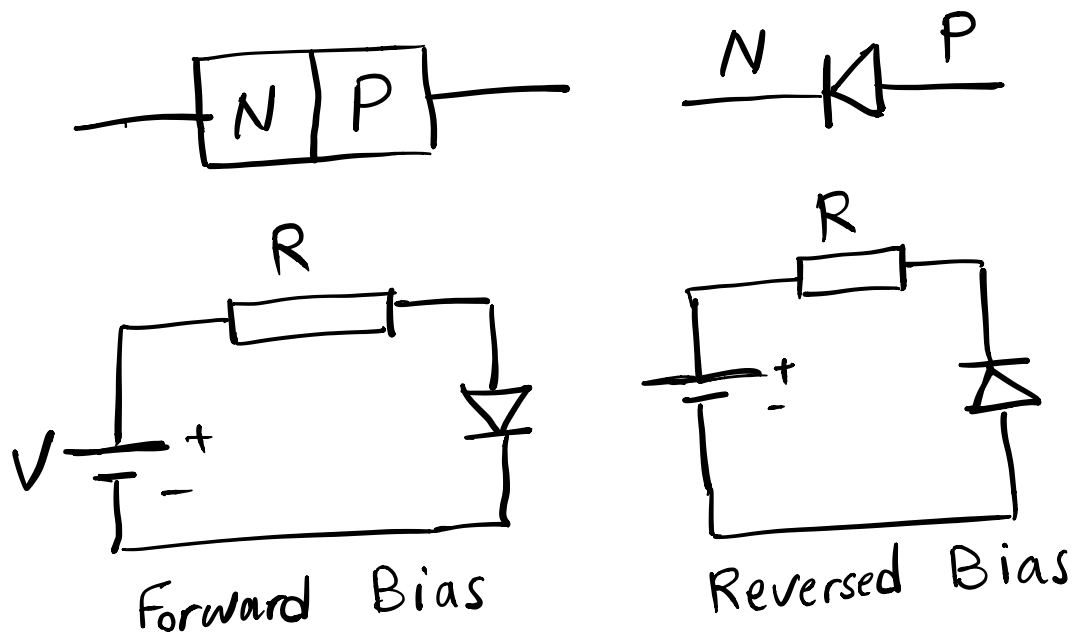 N P
N P
R
V + -
Forward Bias
R
+ -
Reversed Bias